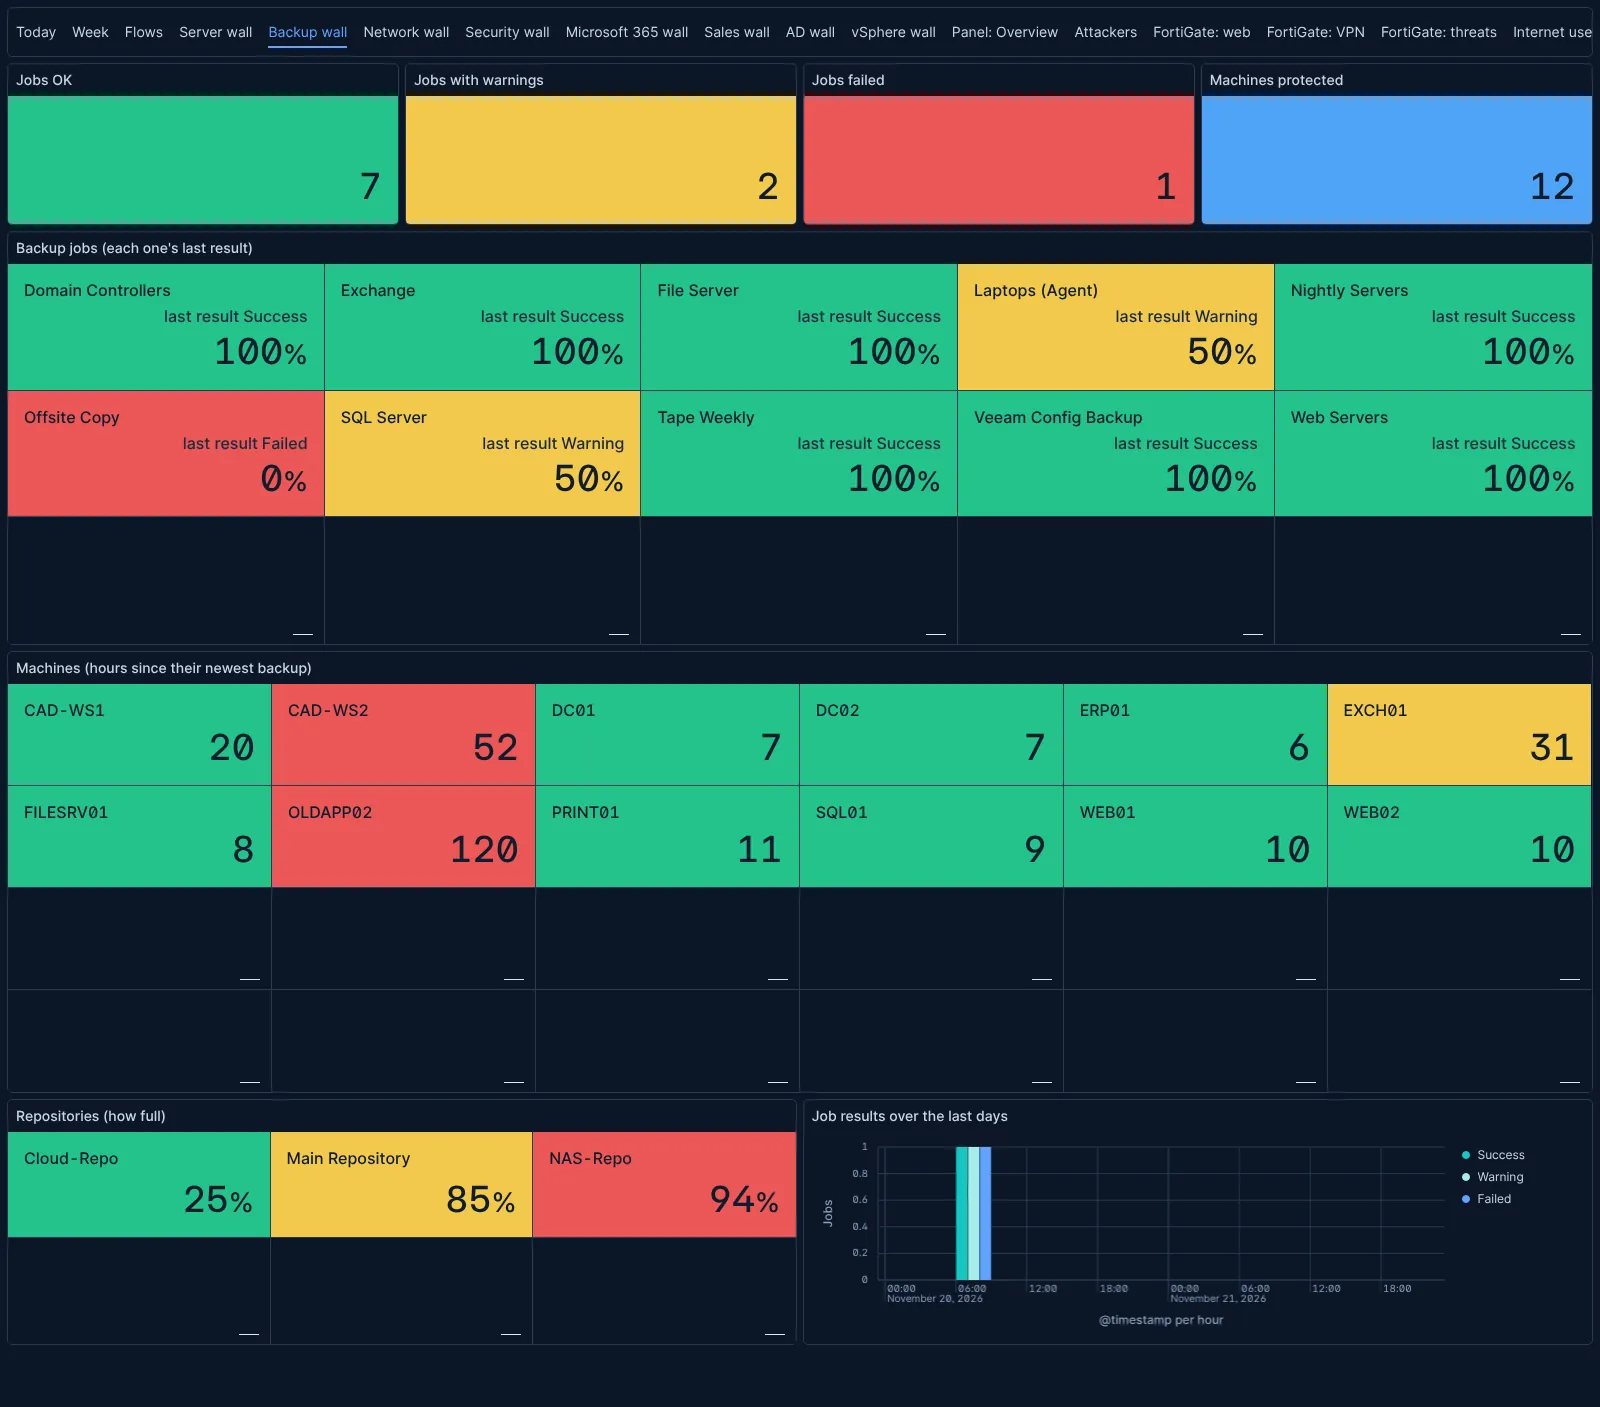 Today Week Flows Server wall Backup wall Network wall Security wall Microsoft 365 wall Sales wall AD wall vSphere wall Panel: Overview Attackers FortiGate: web FortiGate: VPN FortiGate: threats Internet use
Jobs OK
7
Jobs with warnings
2
Jobs failed
1
Machines protected
12
Backup jobs (each one's last result)
Domain Controllers
last result Success
100%
Exchange
last result Success
100%
File Server
last result Success
100%
Laptops (Agent)
last result Warning
50%
Nightly Servers
last result Success
100%
Offsite Copy
last result Failed
0%
SQL Server
last result Warning
50%
Tape Weekly
last result Success
100%
Veeam Config Backup
last result Success
100%
Web Servers
last result Success
100%
Machines (hours since their newest backup)
CAD-WS1
20
CAD-WS2
52
DC01
7
DC02
7
ERP01
6
EXCH01
31
FILESRV01
8
OLDAPP02
120
PRINT01
11
SQL01
9
WEB01
10
WEB02
10
Repositories (how full)
Cloud-Repo
25%
Main Repository
85%
NAS-Repo
94%
Job results over the last days
Jobs
1
0.8
0.6
0.4
0.2
0
00:00 06:00 12:00 18:00 00:00 06:00 12:00 18:00
November 20, 2026 November 21, 2026
@timestamp per hour
Success
Warning
Failed